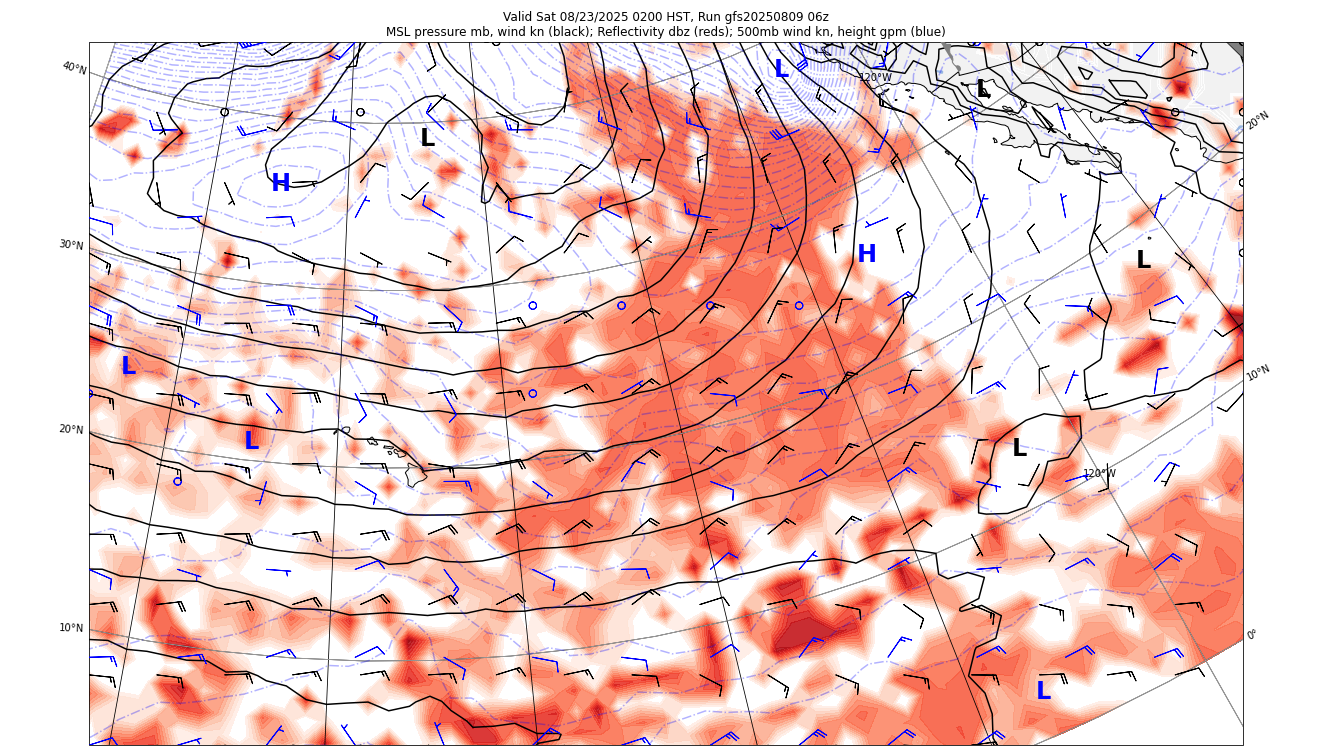 Valid Sat 08/23/2025 0200 HST, Run gfs20250809 06z
MSL pressure mb, wind kn (black); Reflectivity dbz (reds); 500mb wind kn, height gpm (blue)
40°N
L
120°W
L
20°N
L
H
30°N
H
L
L
10°N
20°N
L
L
120°W
10°N
0°
L